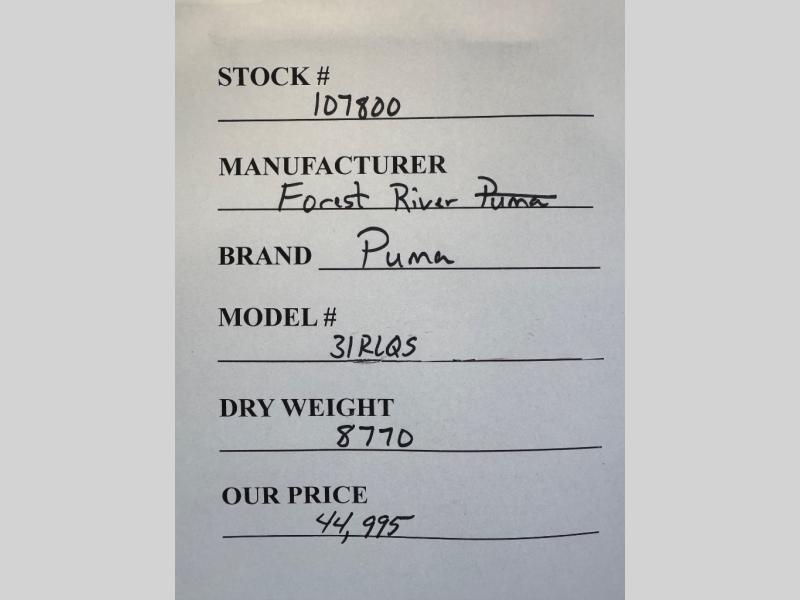 STOCK #
107800
MANUFACTURER
Forest River Puma
BRAND Puma
MODEL #
31RLQS
DRY WEIGHT
8770
OUR PRICE
44,995